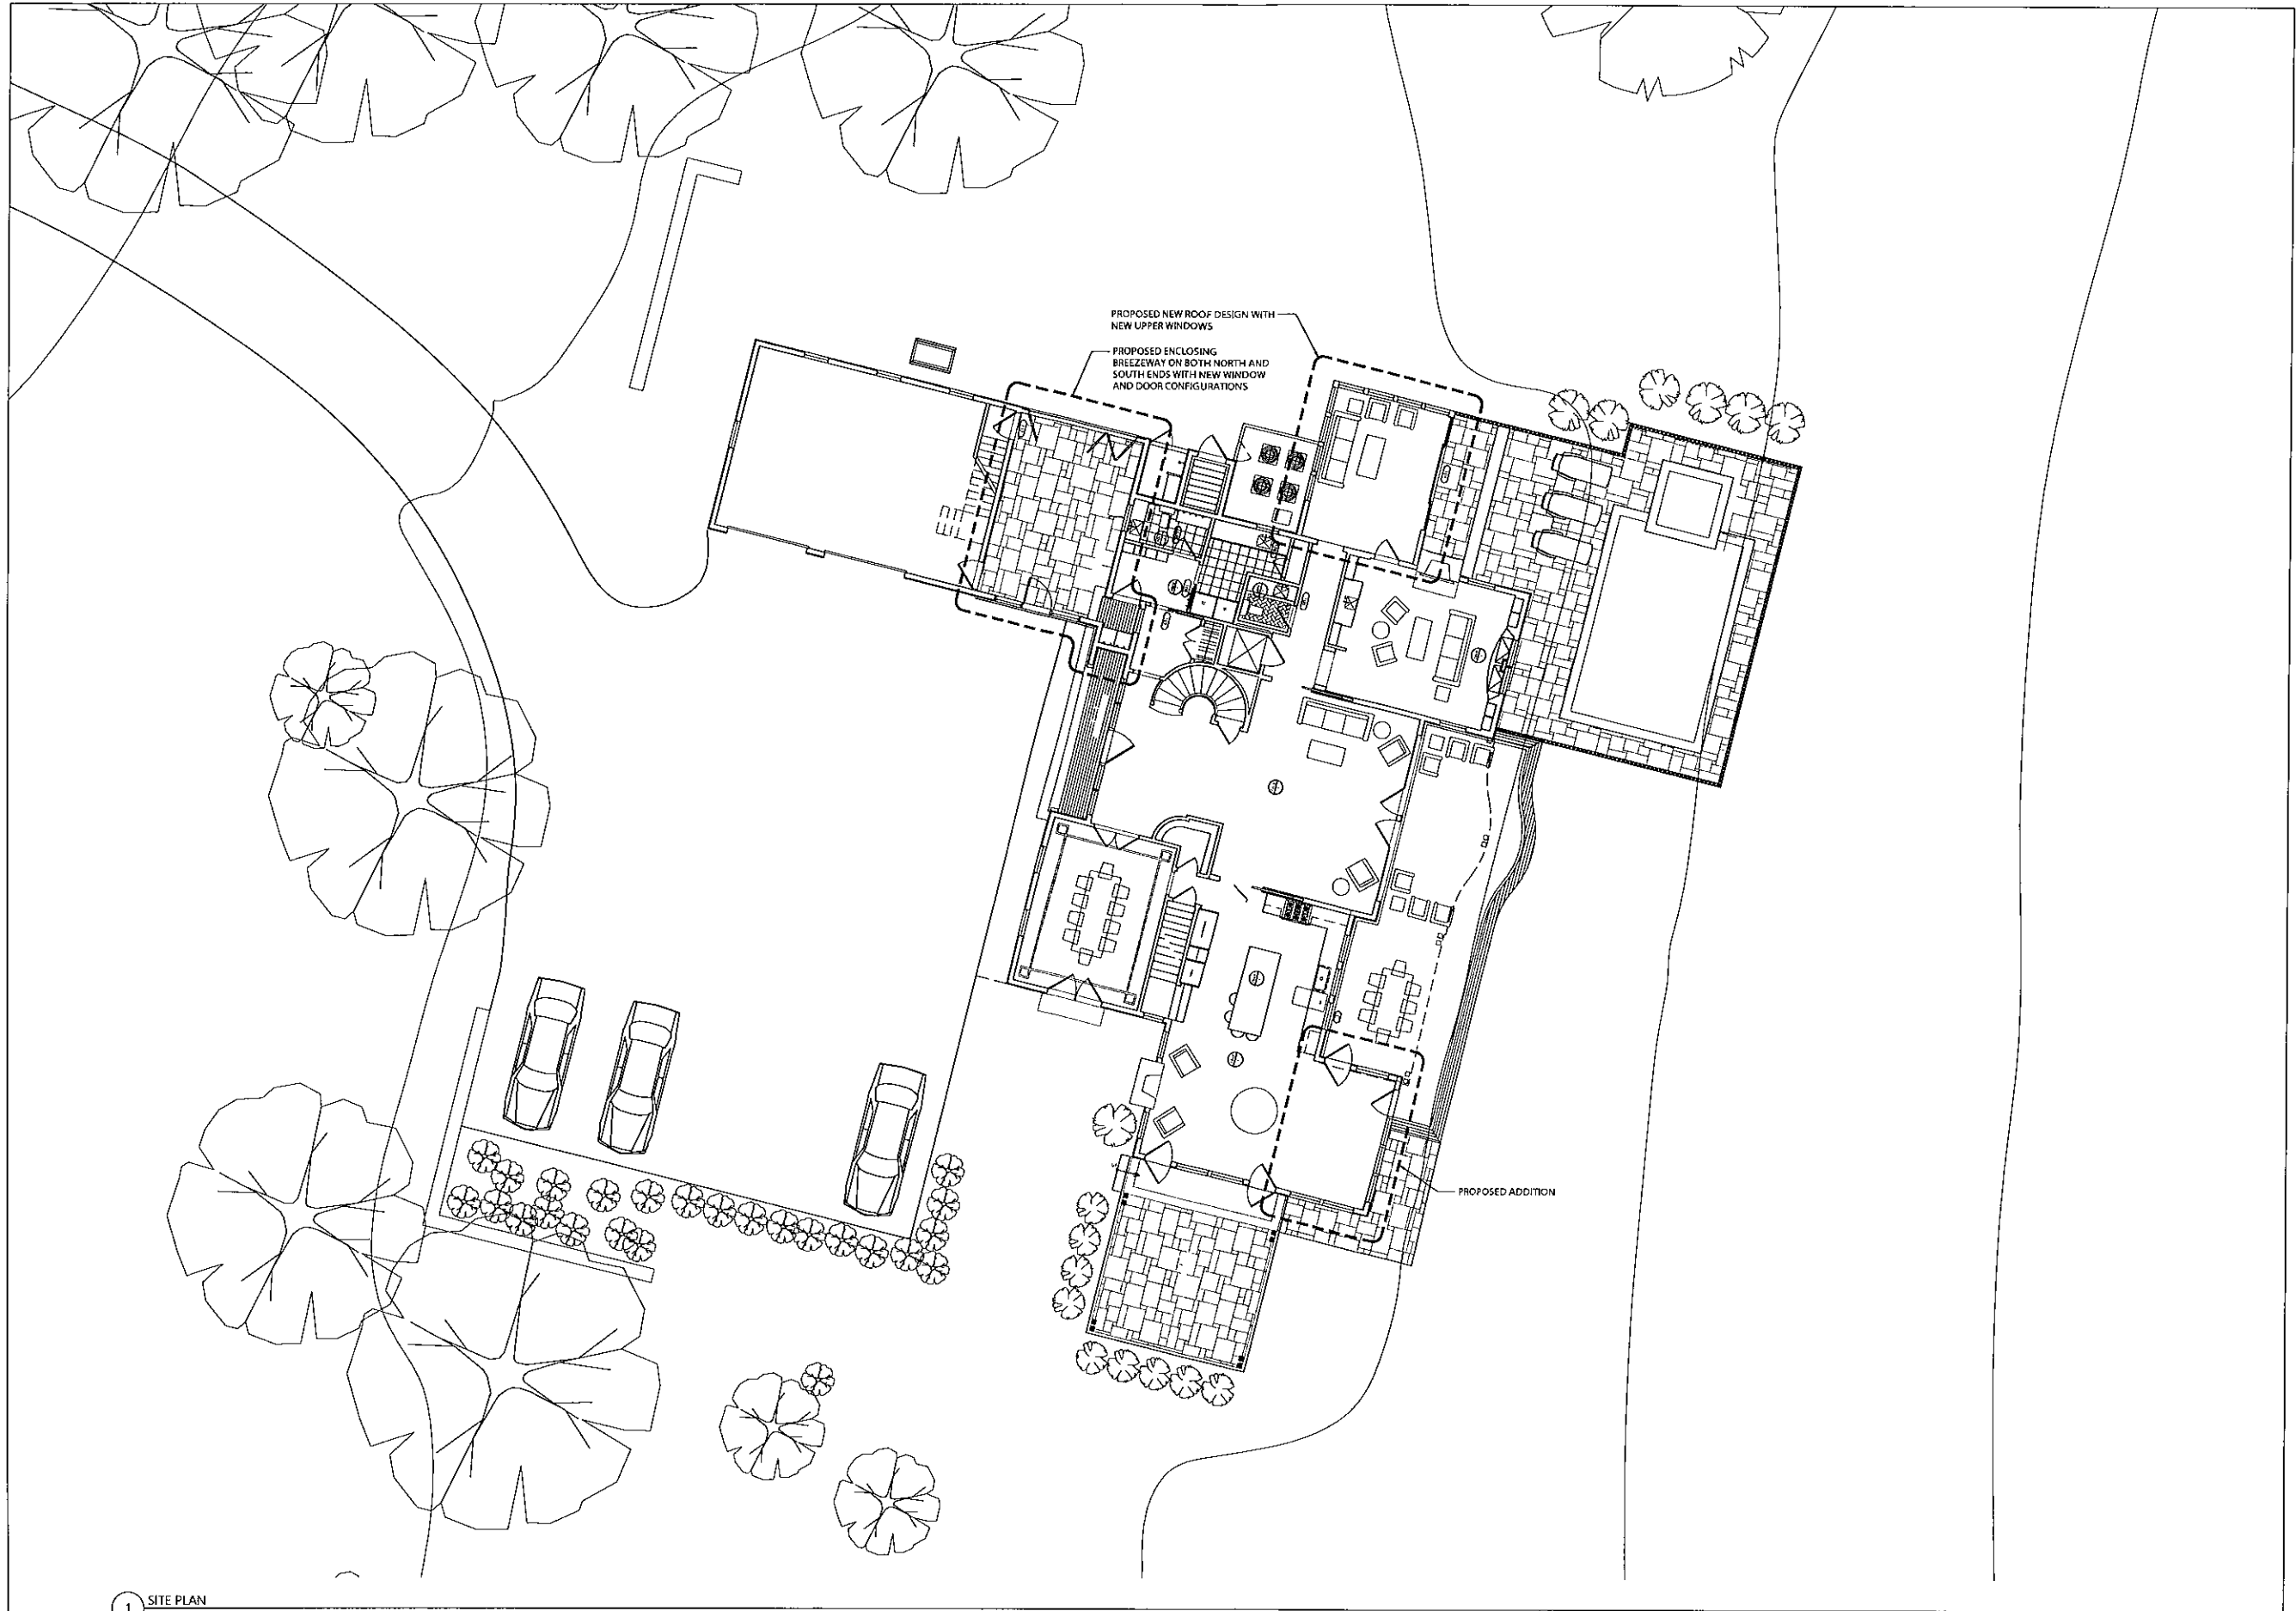 PROPOSED NEW ROOF DESIGN WITH
NEW UPPER WINDOWS
PROPOSED ENCLOSING
BREEZEWAY ON BOTH NORTH AND
SOUTH ENDS WITH NEW WINDOW
AND DOOR CONFIGURATIONS
PROPOSED ADDITION
1 SITE PLAN